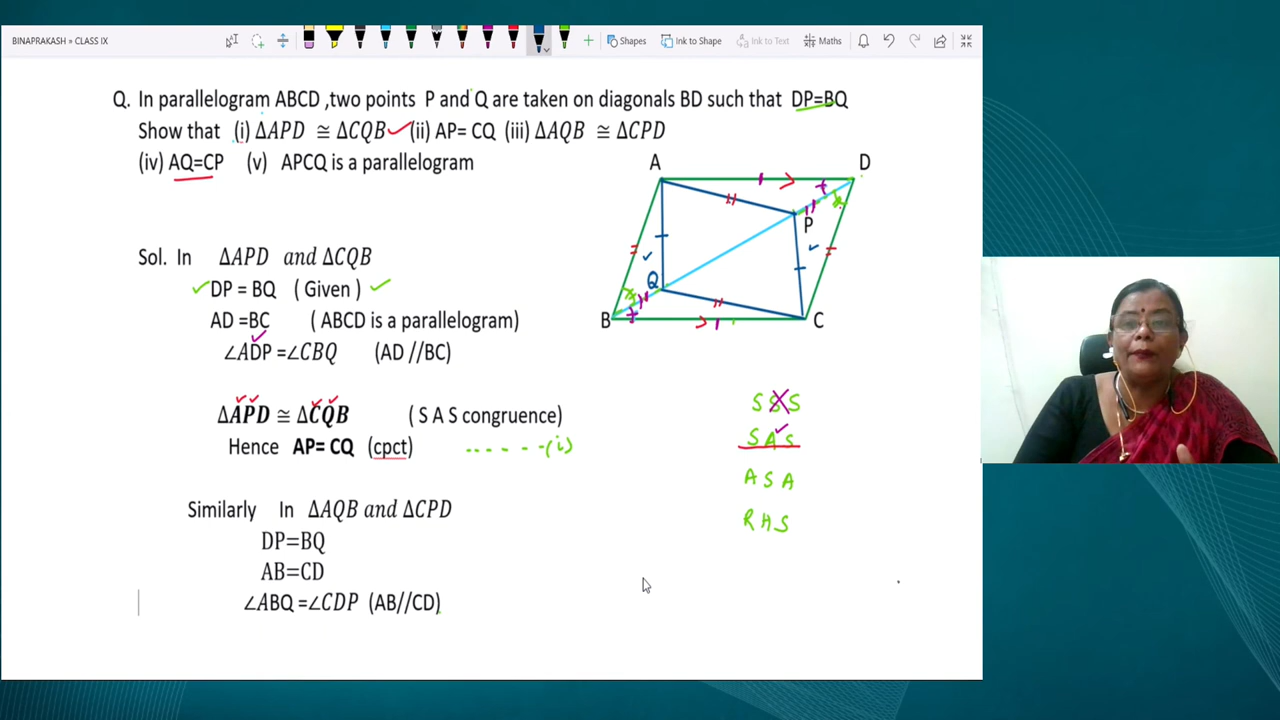 BINAPRAKASH » CLASS IX
Shapes Ink to Shape Ink to Text Maths
Q. In parallelogram ABCD ,two points P and Q are taken on diagonals BD such that DP=BQ
Show that (i) ΔAPD ≅ ΔCQB (ii) AP= CQ (iii) ΔAQB ≅ ΔCPD
(iv) AQ=CP (v) APCQ is a parallelogram
A D
P
Q
B C
Sol. In ΔAPD and ΔCQB
DP = BQ ( Given )
AD =BC ( ABCD is a parallelogram)
∠ADP =∠CBQ (AD //BC)
ΔAPD ≅ ΔCQB ( S A S congruence)
Hence AP= CQ (cpct) ------(i)
S S S
S A S
A S A
R H S
Similarly In ΔAQB and ΔCPD
DP=BQ
AB=CD
∠ABQ =∠CDP (AB//CD)